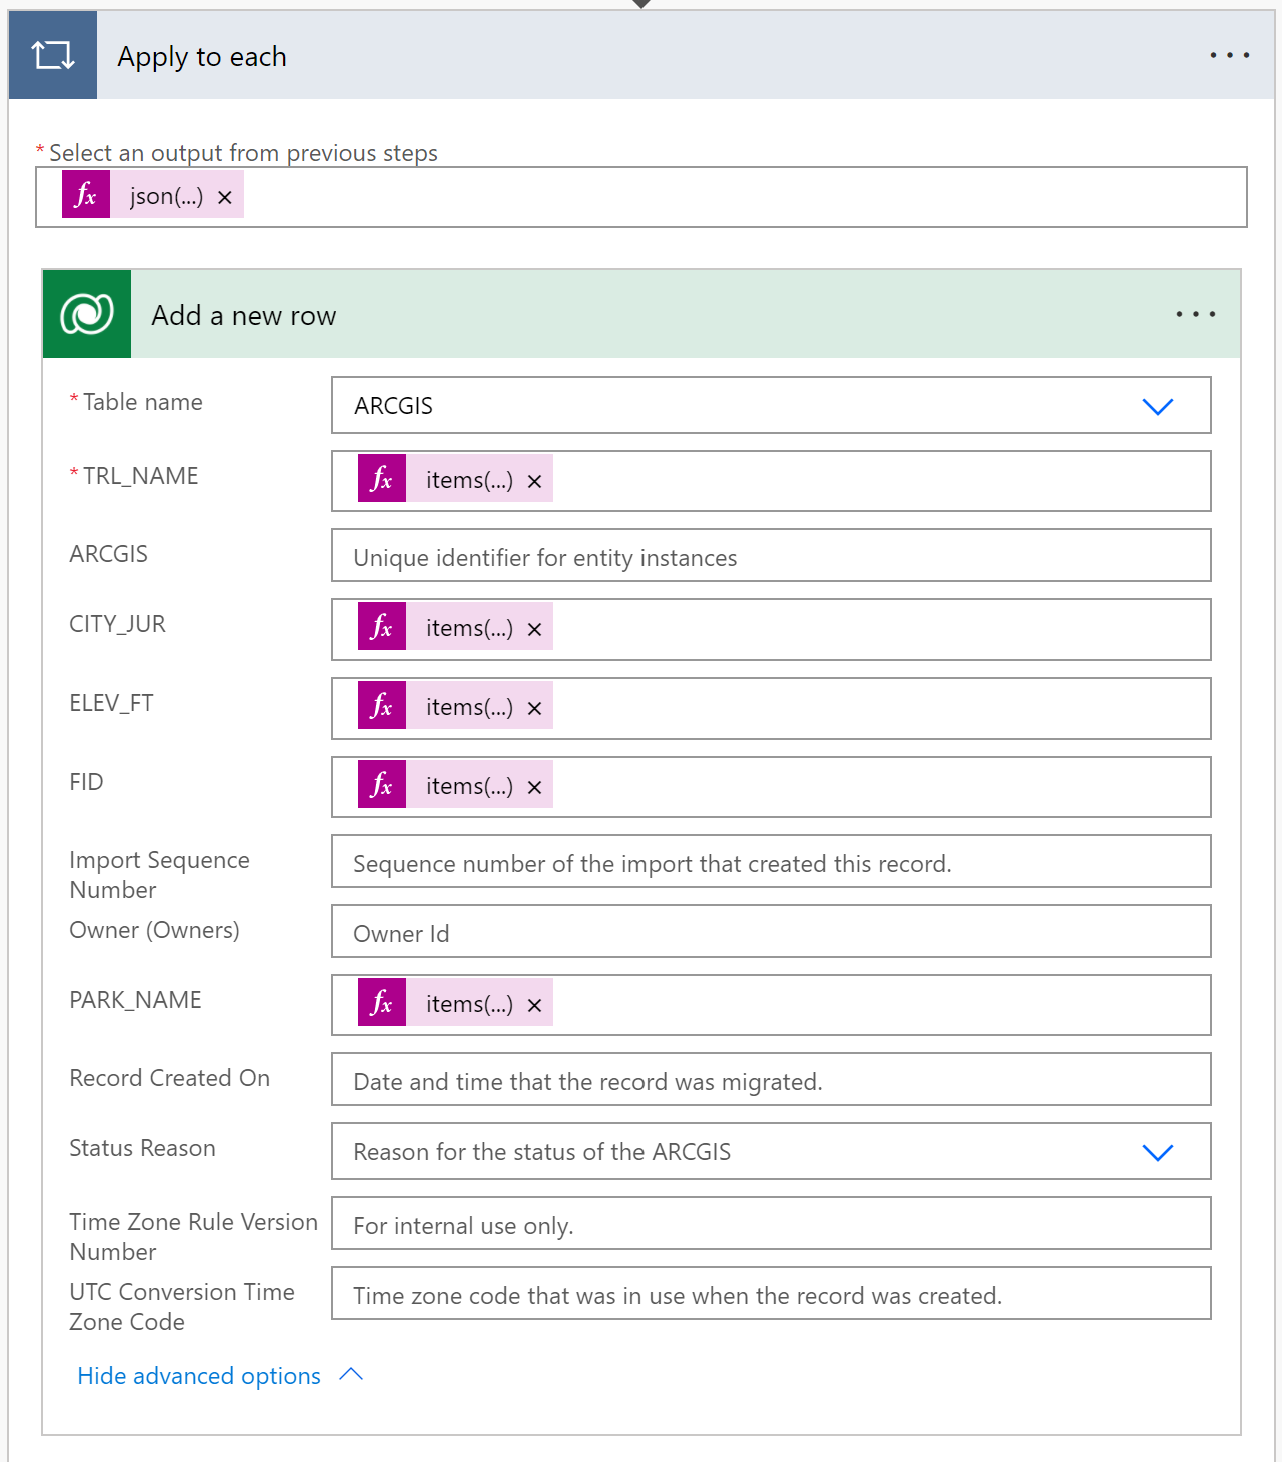 Apply to each
* Select an output from previous steps
fx json(...) ×
Add a new row
* Table name
ARCGIS
* TRL_NAME
fx items(...) ×
ARCGIS
Unique identifier for entity instances
CITY_JUR
fx items(...) ×
ELEV_FT
fx items(...) ×
FID
fx items(...) ×
Import Sequence
Number
Sequence number of the import that created this record.
Owner (Owners)
Owner Id
PARK_NAME
fx items(...) ×
Record Created On
Date and time that the record was migrated.
Status Reason
Reason for the status of the ARCGIS
Time Zone Rule Version
Number
For internal use only.
UTC Conversion Time
Zone Code
Time zone code that was in use when the record was created.
Hide advanced options